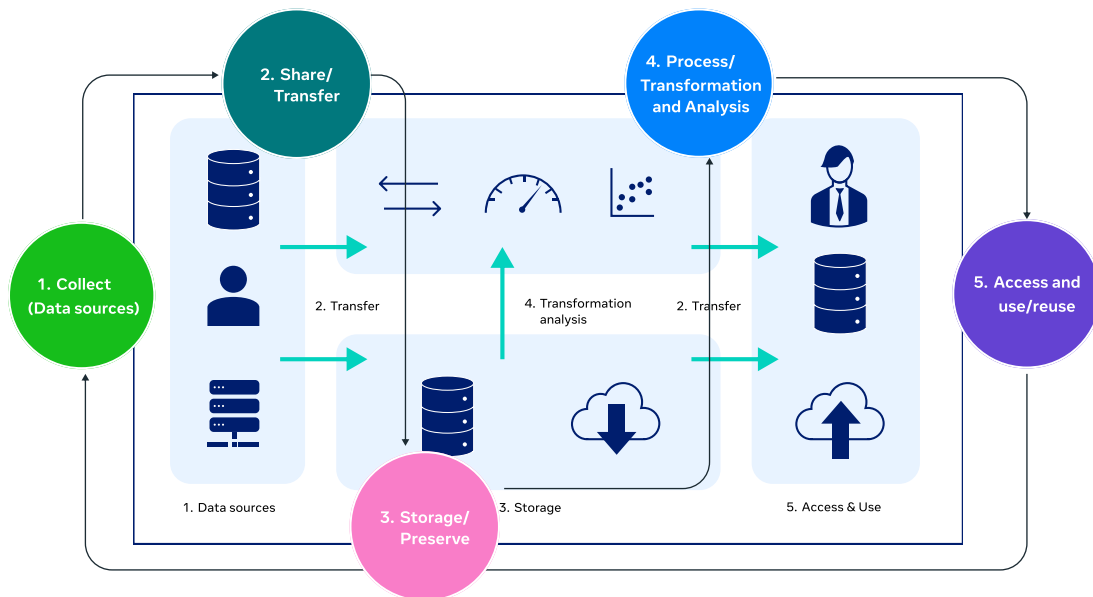 2. Share/
Transfer
4. Process/
Transformation
and Analysis
1. Collect
(Data sources)
5. Access and
use/reuse
2. Transfer
4. Transformation
analysis
2. Transfer
1. Data sources
3. Storage/
Preserve
3. Storage
5. Access & Use